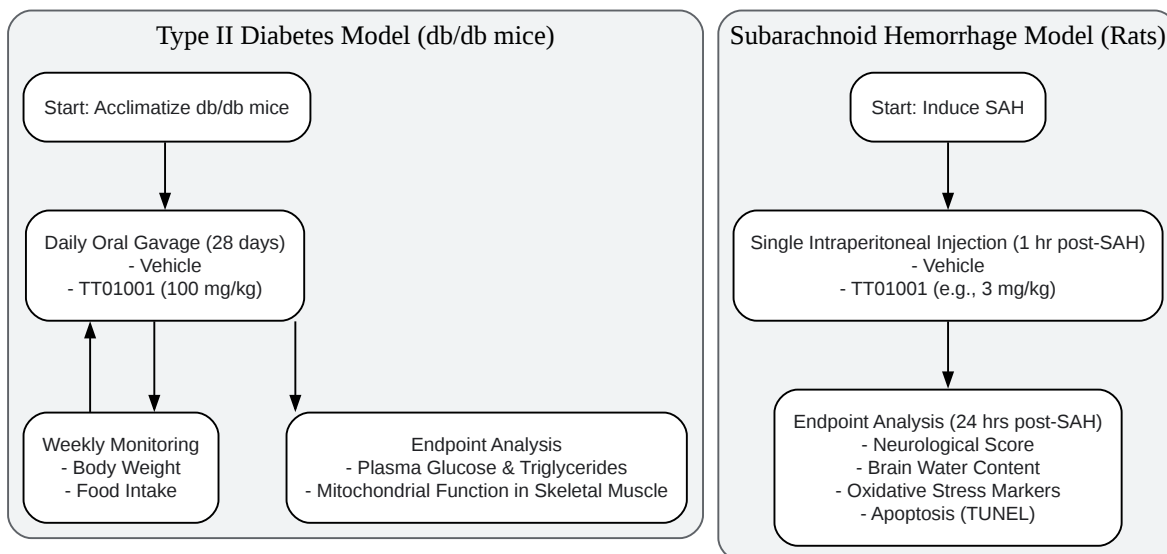 Type II Diabetes Model (db/db mice)
Start: Acclimatize db/db mice
Daily Oral Gavage (28 days)
- Vehicle
- TT01001 (100 mg/kg)
Weekly Monitoring
- Body Weight
- Food Intake
Endpoint Analysis
- Plasma Glucose & Triglycerides
- Mitochondrial Function in Skeletal Muscle
Subarachnoid Hemorrhage Model (Rats)
Start: Induce SAH
Single Intraperitoneal Injection (1 hr post-SAH)
- Vehicle
- TT01001 (e.g., 3 mg/kg)
Endpoint Analysis (24 hrs post-SAH)
- Neurological Score
- Brain Water Content
- Oxidative Stress Markers
- Apoptosis (TUNEL)